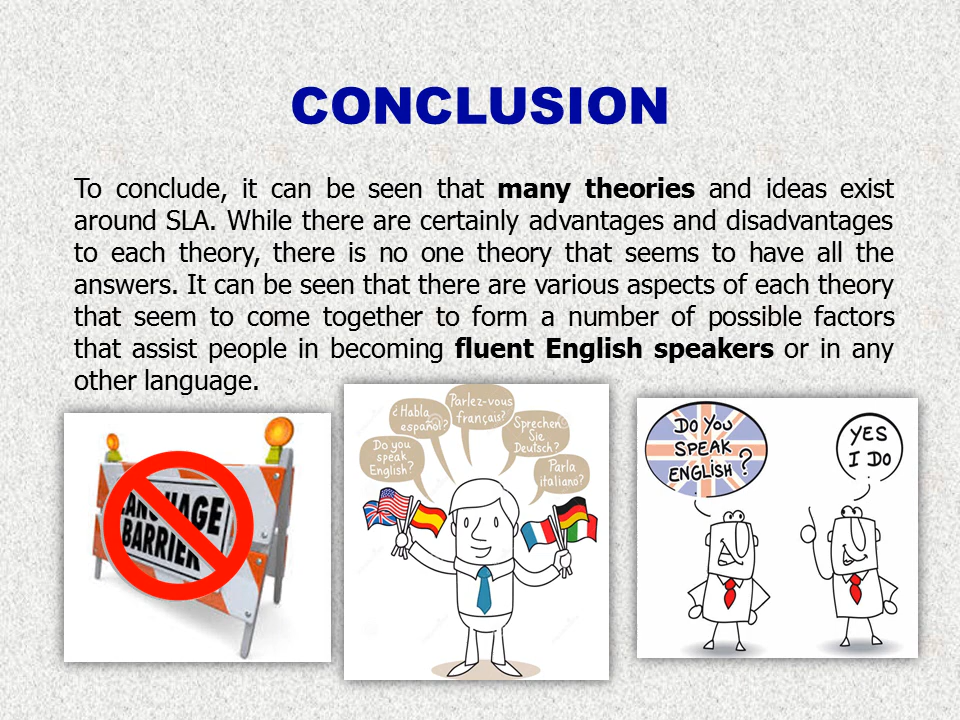 CONCLUSION
To conclude, it can be seen that many theories and ideas exist
around SLA. While there are certainly advantages and disadvantages
to each theory, there is no one theory that seems to have all the
answers. It can be seen that there are various aspects of each theory
that seem to come together to form a number of possible factors
that assist people in becoming fluent English speakers or in any
other language.
LANGUAGE
BARRIER
Do you
speak
English?
¿Habla
español?
Parlez-vous
français?
Sprechen
Sie
Deutsch?
Parla
italiano?
DO YOU
SPEAK
ENGLISH?
YES
I DO